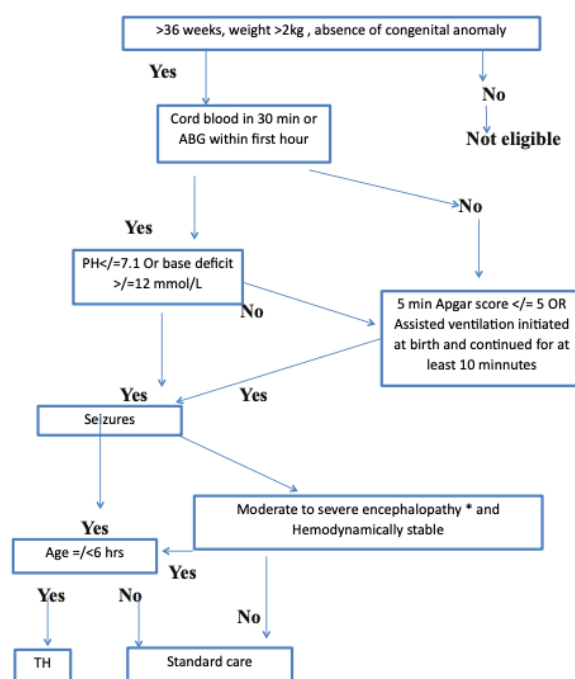 >36 weeks, weight >2kg , absence of congenital anomaly
Yes
No
Cord blood in 30 min or
ABG within first hour
Not eligible
No
Yes
PH</=7.1 Or base deficit
>/=12 mmol/L
No
5 min Apgar score </= 5 OR
Assisted ventilation initiated
at birth and continued for at
least 10 minnutes
Yes
Yes
Seizures
Moderate to severe encephalopathy * and
Hemodynamically stable
Yes
Age =/<6 hrs
Yes
Yes
No
No
TH
Standard care